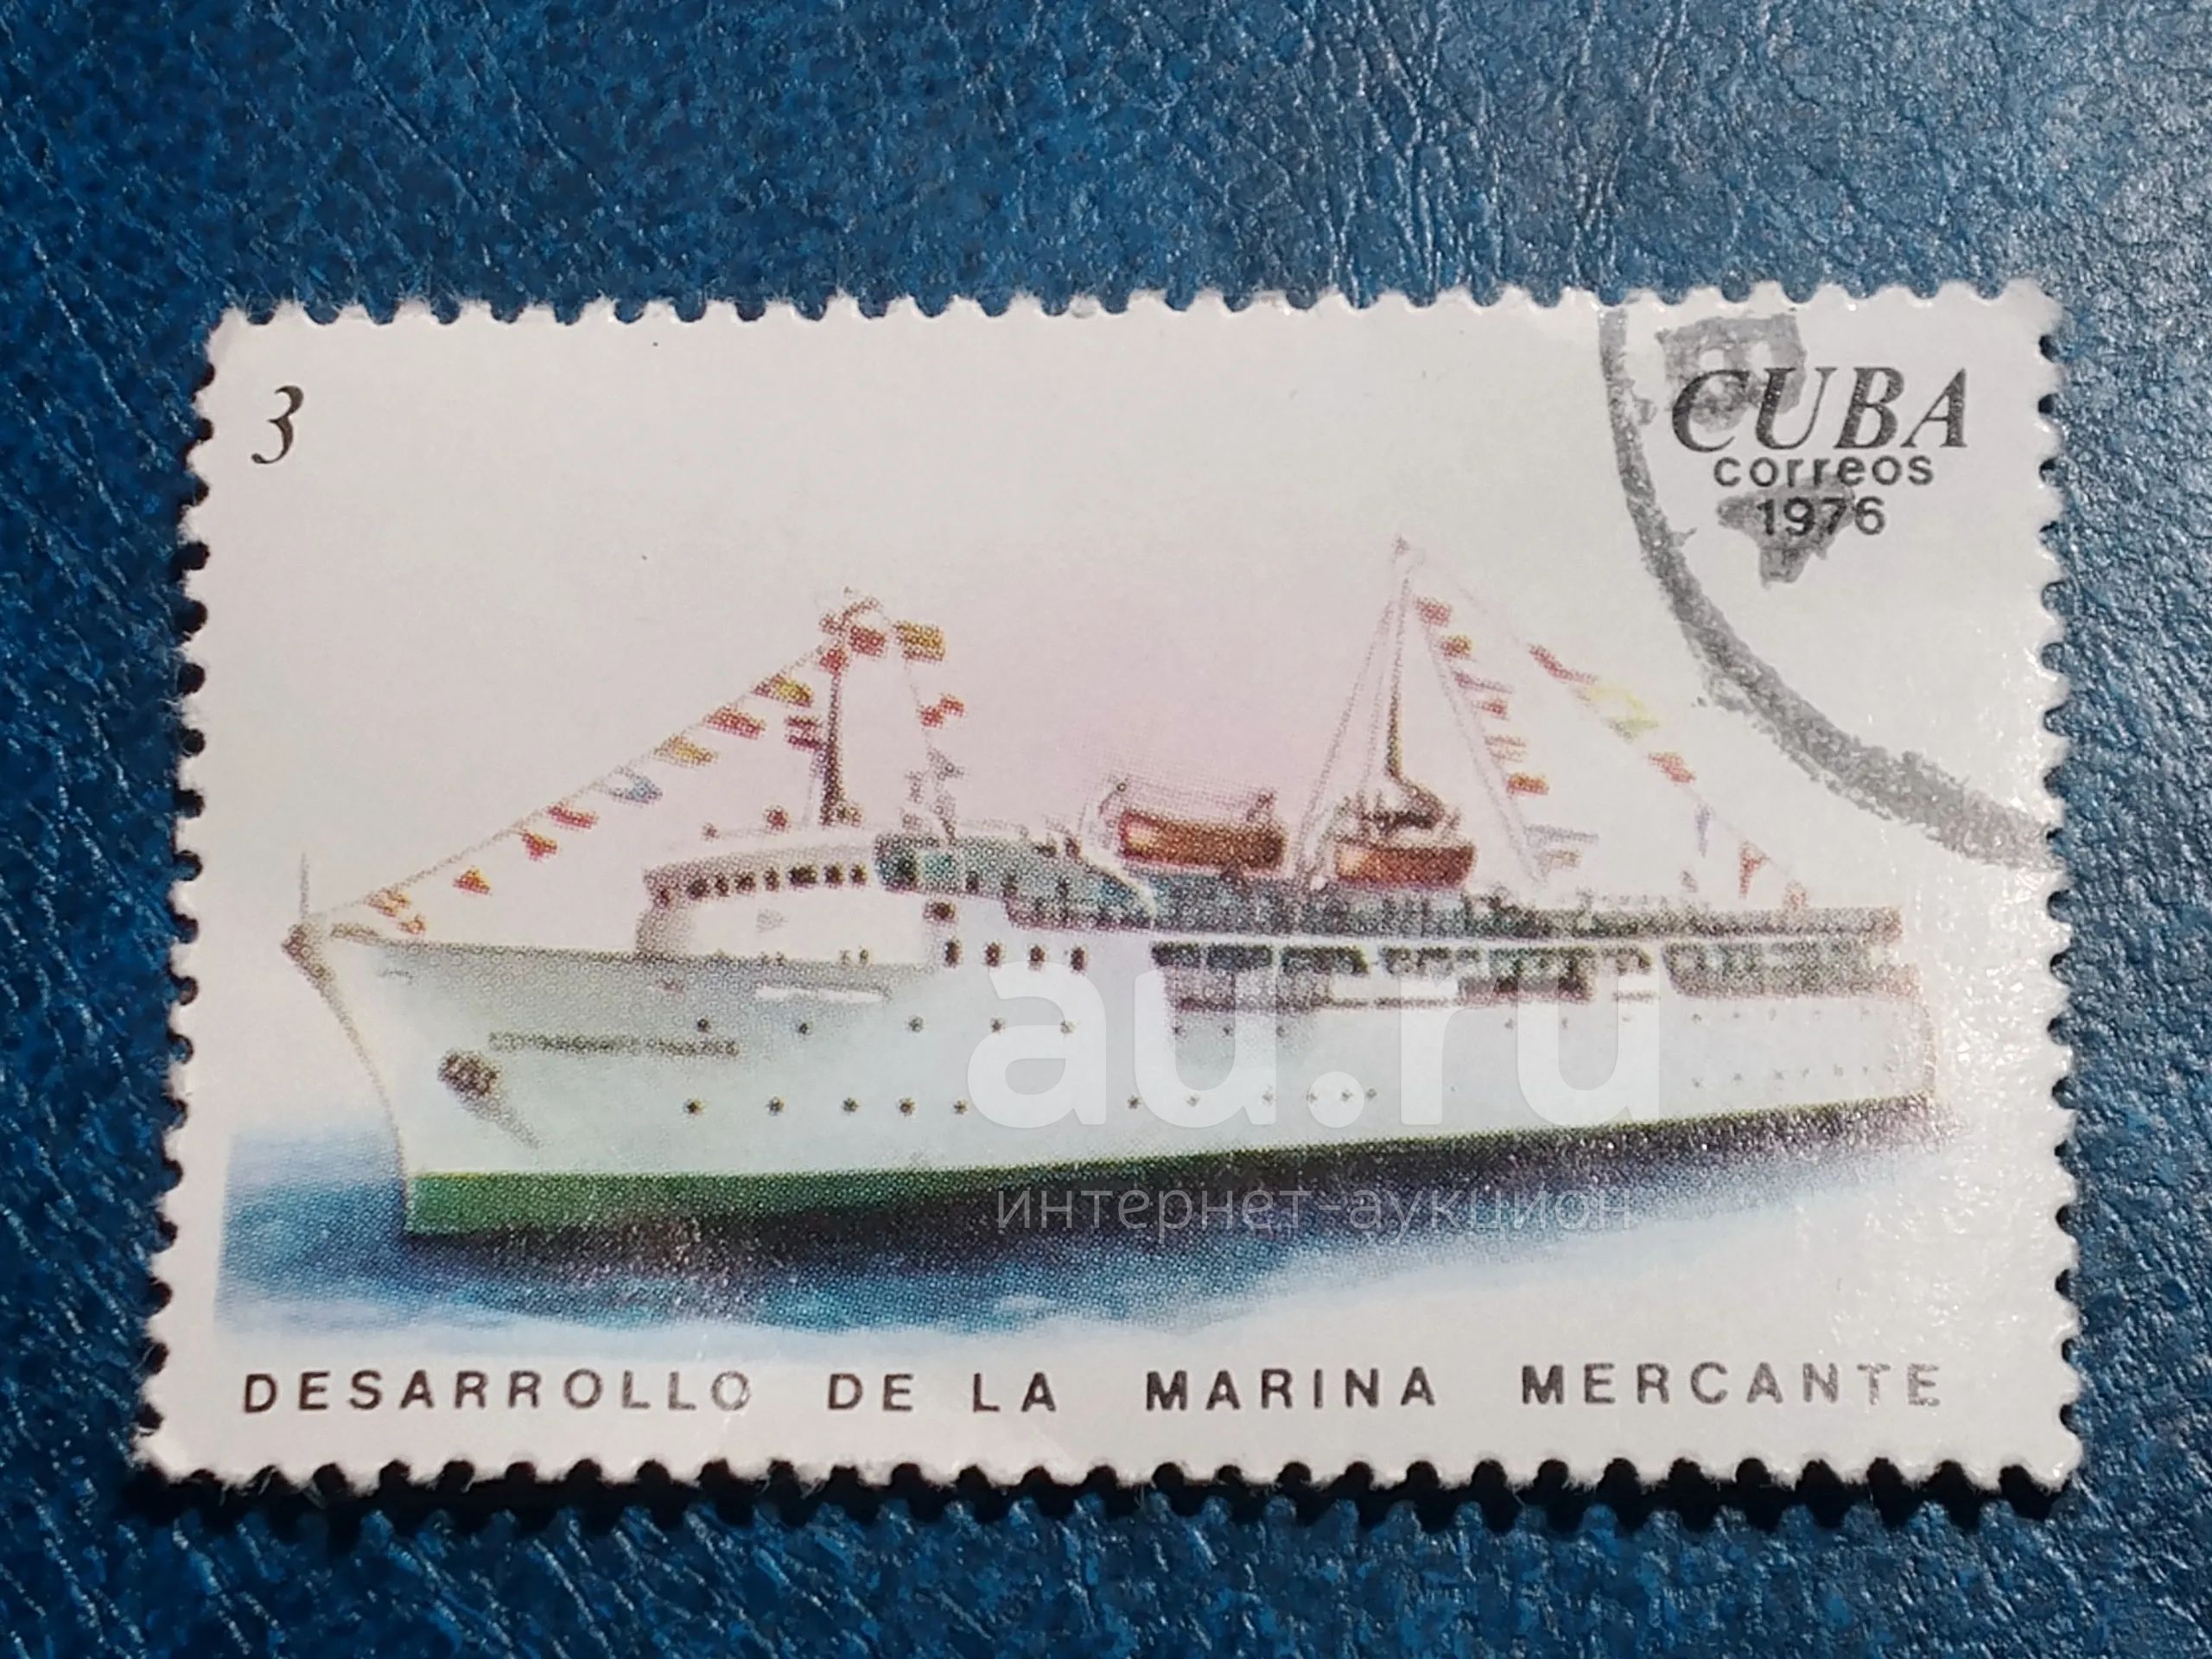 3
CUBA
correos
1976
au.ru
интернет-аукцион
DESARROLLO DE LA MARINA MERCANTE